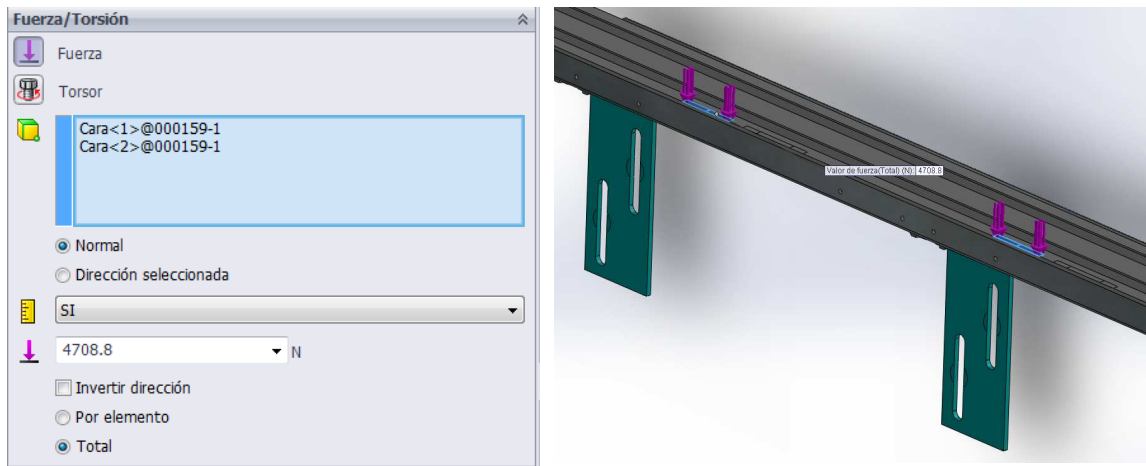 Fuerza/Torsión
Fuerza
Torsor
Cara<1>@000159-1
Cara<2>@000159-1
Normal
Dirección seleccionada
SI
4708.8 N
Invertir dirección
Por elemento
Total
Valor de fuerza(Total) (N): 4708.8